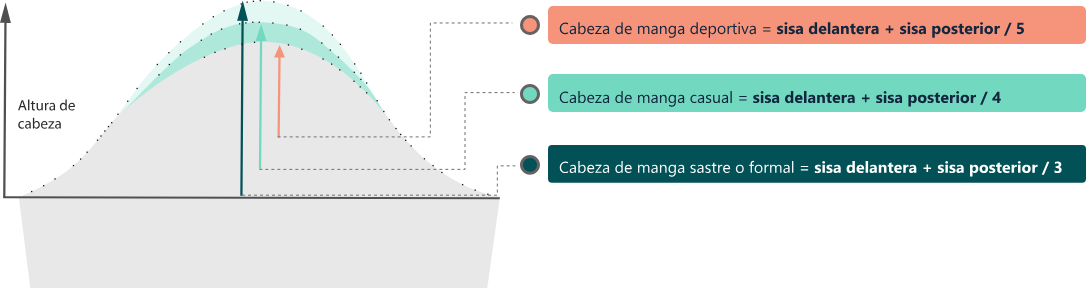 Altura de
cabeza
Cabeza de manga deportiva = sisa delantera + sisa posterior / 5
Cabeza de manga casual = sisa delantera + sisa posterior / 4
Cabeza de manga sastre o formal = sisa delantera + sisa posterior / 3